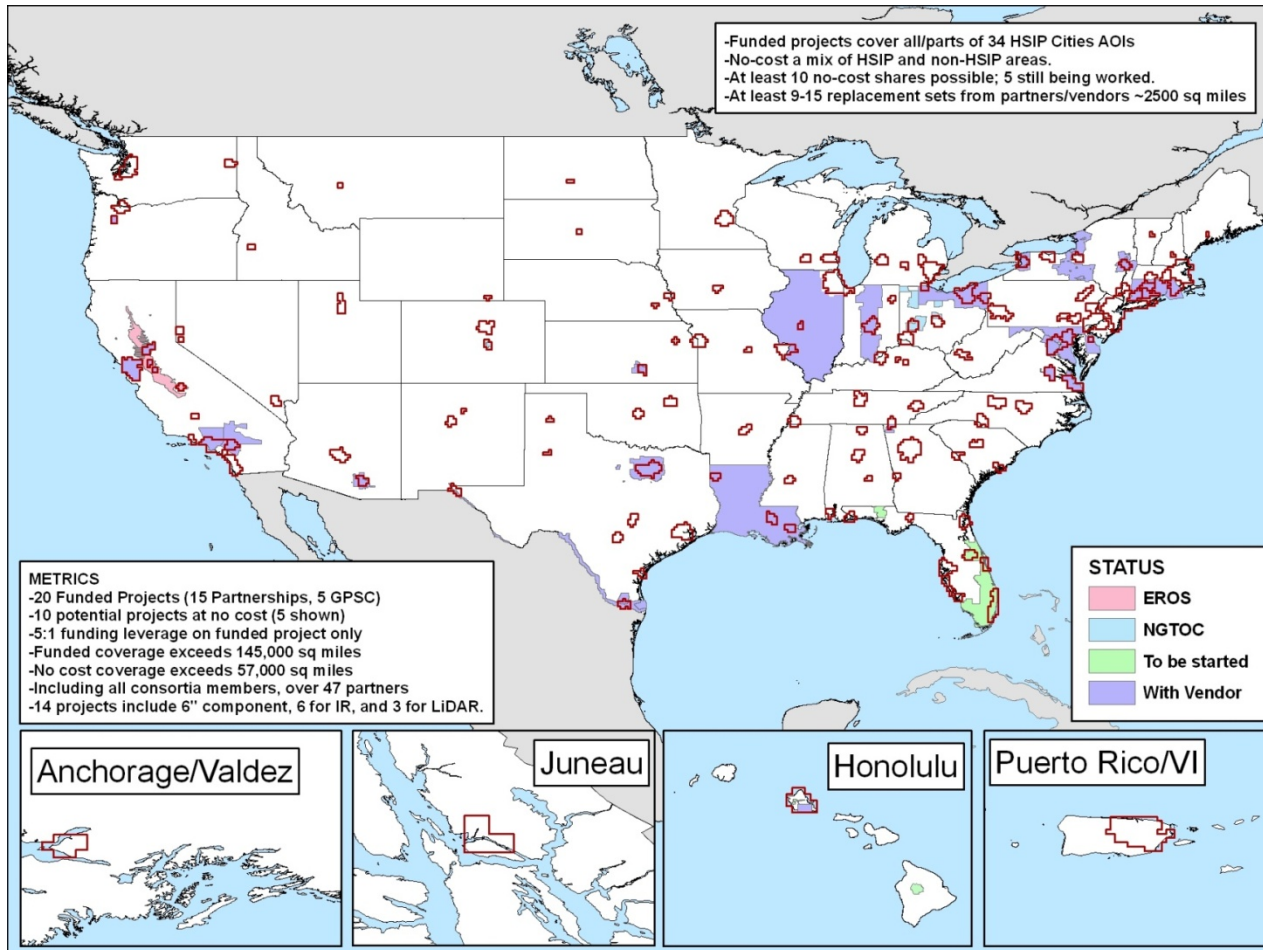 -Funded projects cover all/parts of 34 HSIP Cities AOIs
-No-cost a mix of HSIP and non-HSIP areas.
-At least 10 no-cost shares possible; 5 still being worked.
-At least 9-15 replacement sets from partners/vendors ~2500 sq miles
METRICS
-20 Funded Projects (15 Partnerships, 5 GPSC)
-10 potential projects at no cost (5 shown)
-5:1 funding leverage on funded project only
-Funded coverage exceeds 145,000 sq miles
-No cost coverage exceeds 57,000 sq miles
-Including all consortia members, over 47 partners
-14 projects include 6" component, 6 for IR, and 3 for LiDAR.
STATUS
EROS
NGTOC
To be started
With Vendor
Anchorage/Valdez
Juneau
Honolulu
Puerto Rico/VI